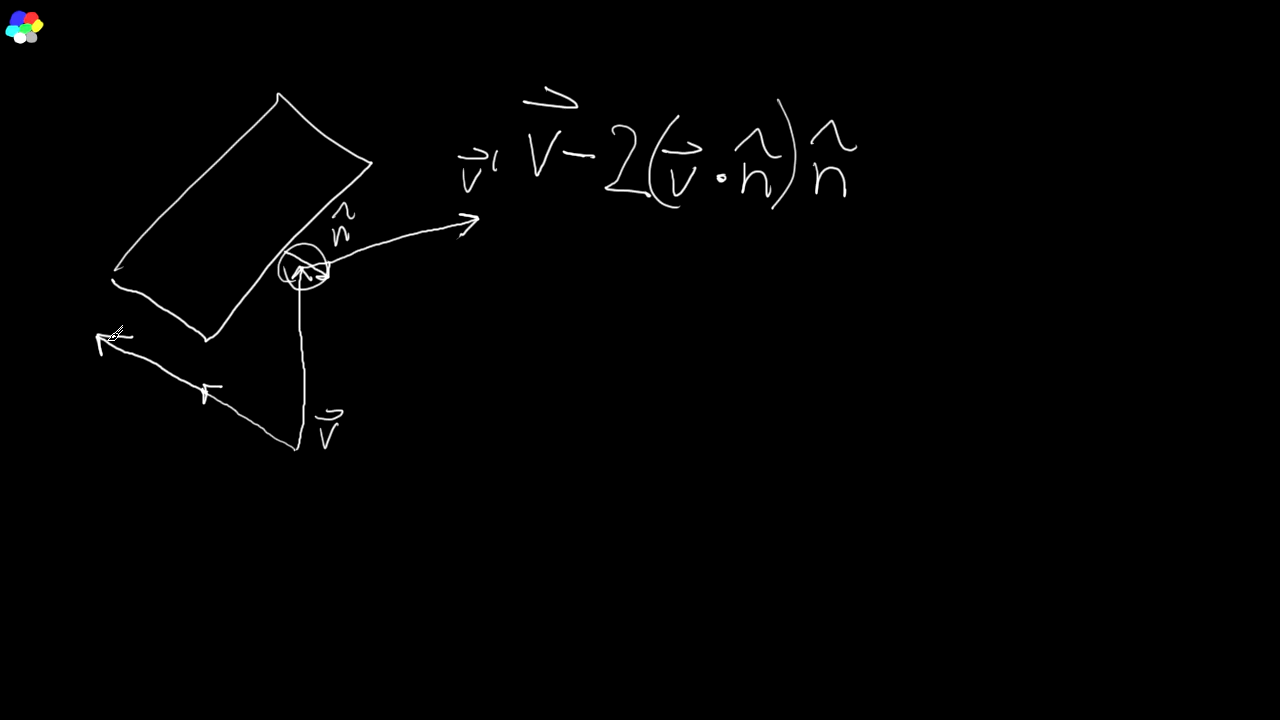 v⃗' v⃗ - 2(v⃗ · n̂) n̂
n̂
v⃗